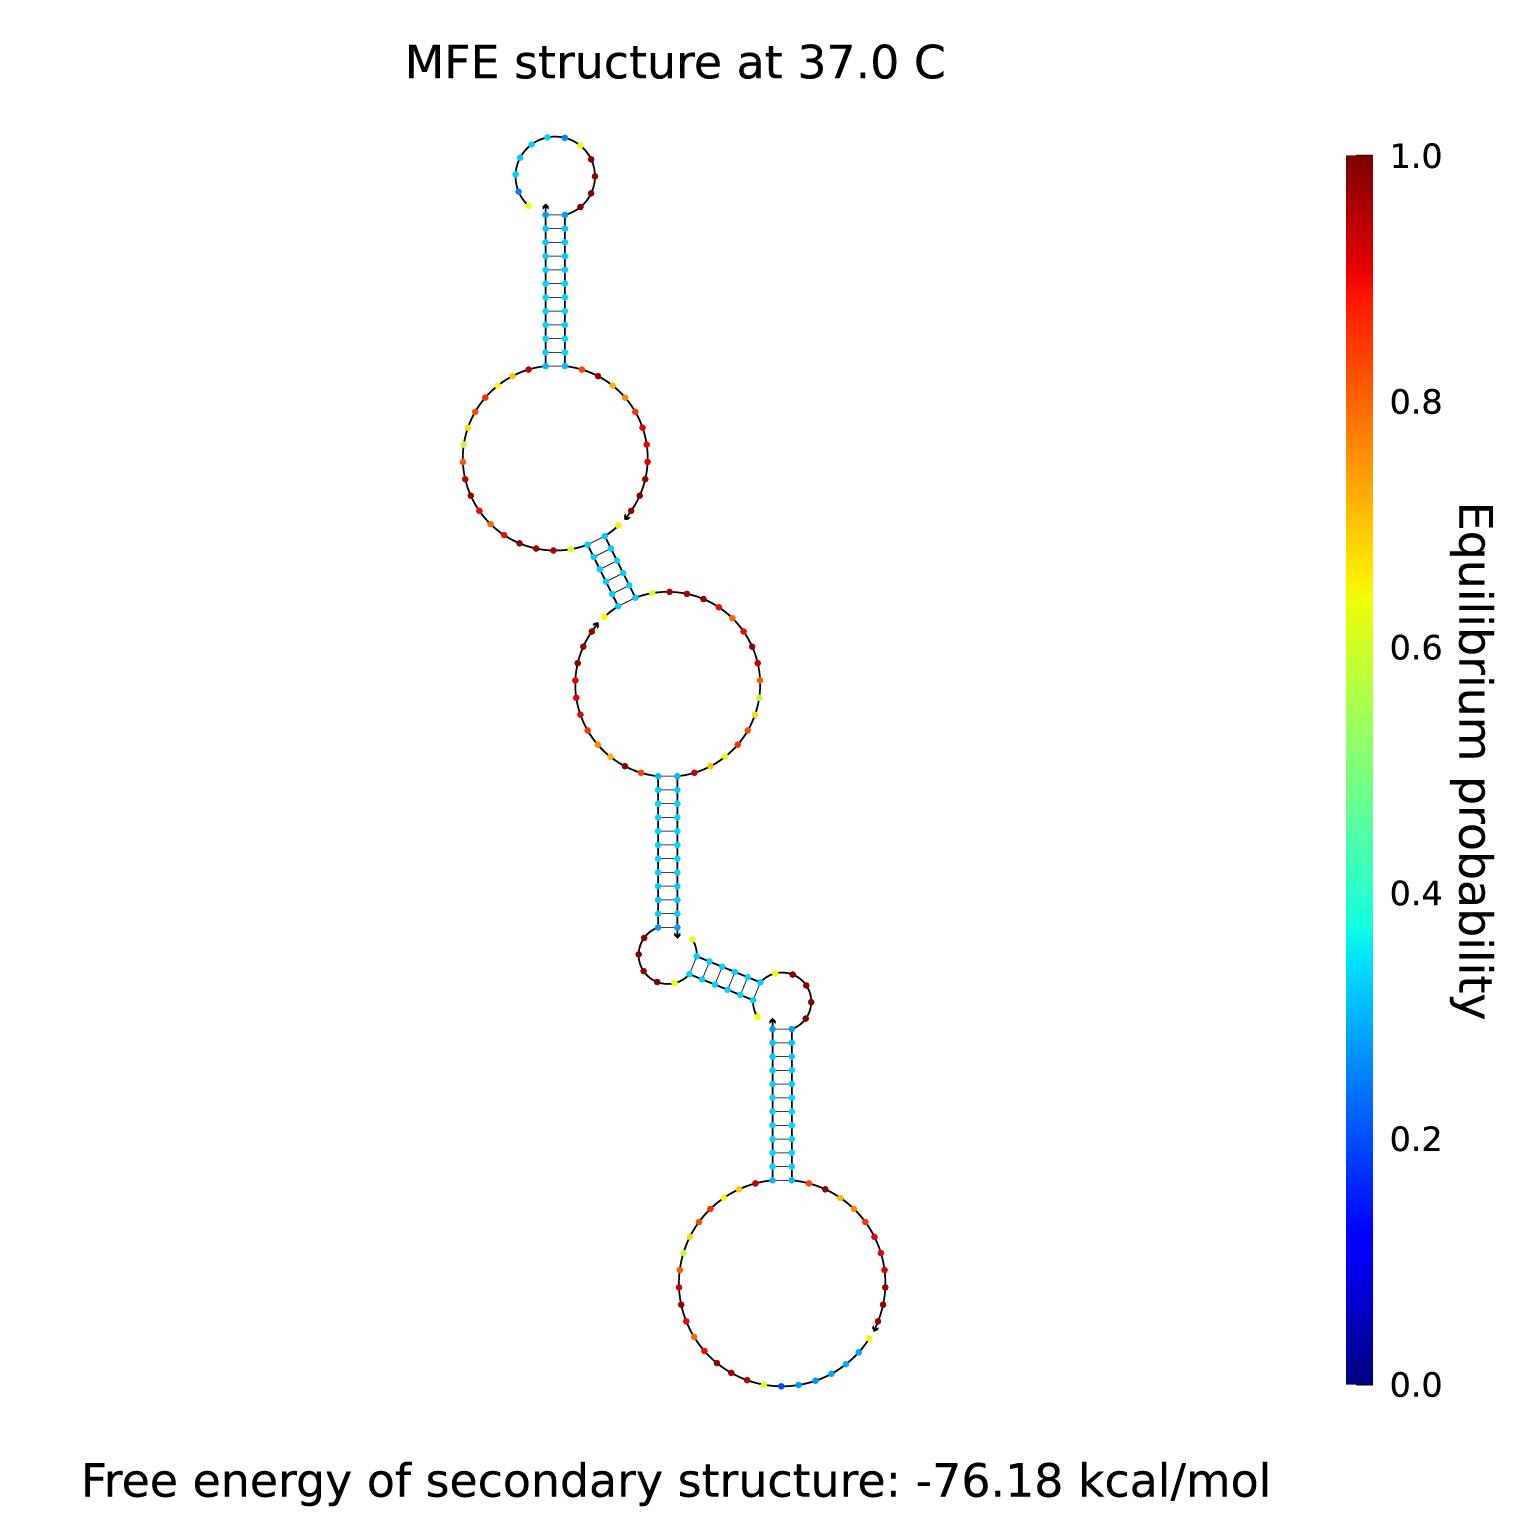 MFE structure at 37.0 C
1.0
0.8
0.6
0.4
0.2
0.0
Equilibrium probability
Free energy of secondary structure: -76.18 kcal/mol